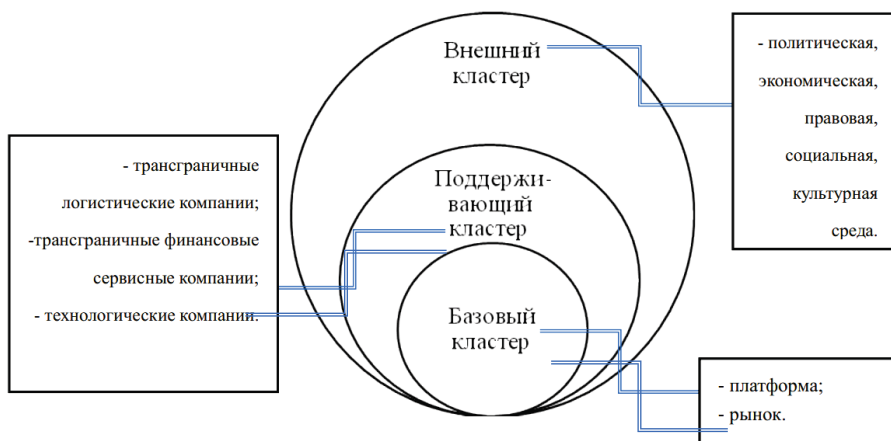 Внешний
кластер
- политическая,
экономическая,
правовая,
социальная,
культурная
среда.
- трансграничные
логистические компании;
-трансграничные финансовые
сервисные компании;
- технологические компании.
Поддержи-
вающий
кластер
Базовый
кластер
- платформа;
- рынок.